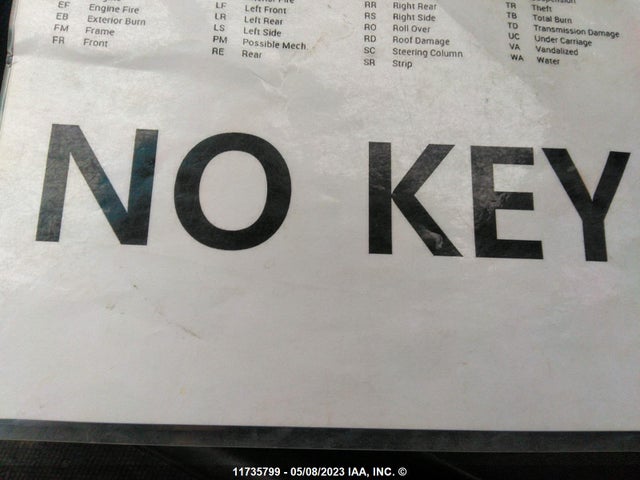 EF Engine Fire
EB Exterior Burn
FM Frame
FR Front
LF Left Front
LR Left Rear
LS Left Side
PM Possible Mech.
RE Rear
RR Right Rear
RS Right Side
RO Roll Over
RD Roof Damage
SC Steering Column
SR Strip
TR Theft
TB Total Burn
TD Transmission Damage
UC Under Carriage
VA Vandalized
WA Water
NO KEY
11735799 - 05/08/2023 IAA, INC. ©